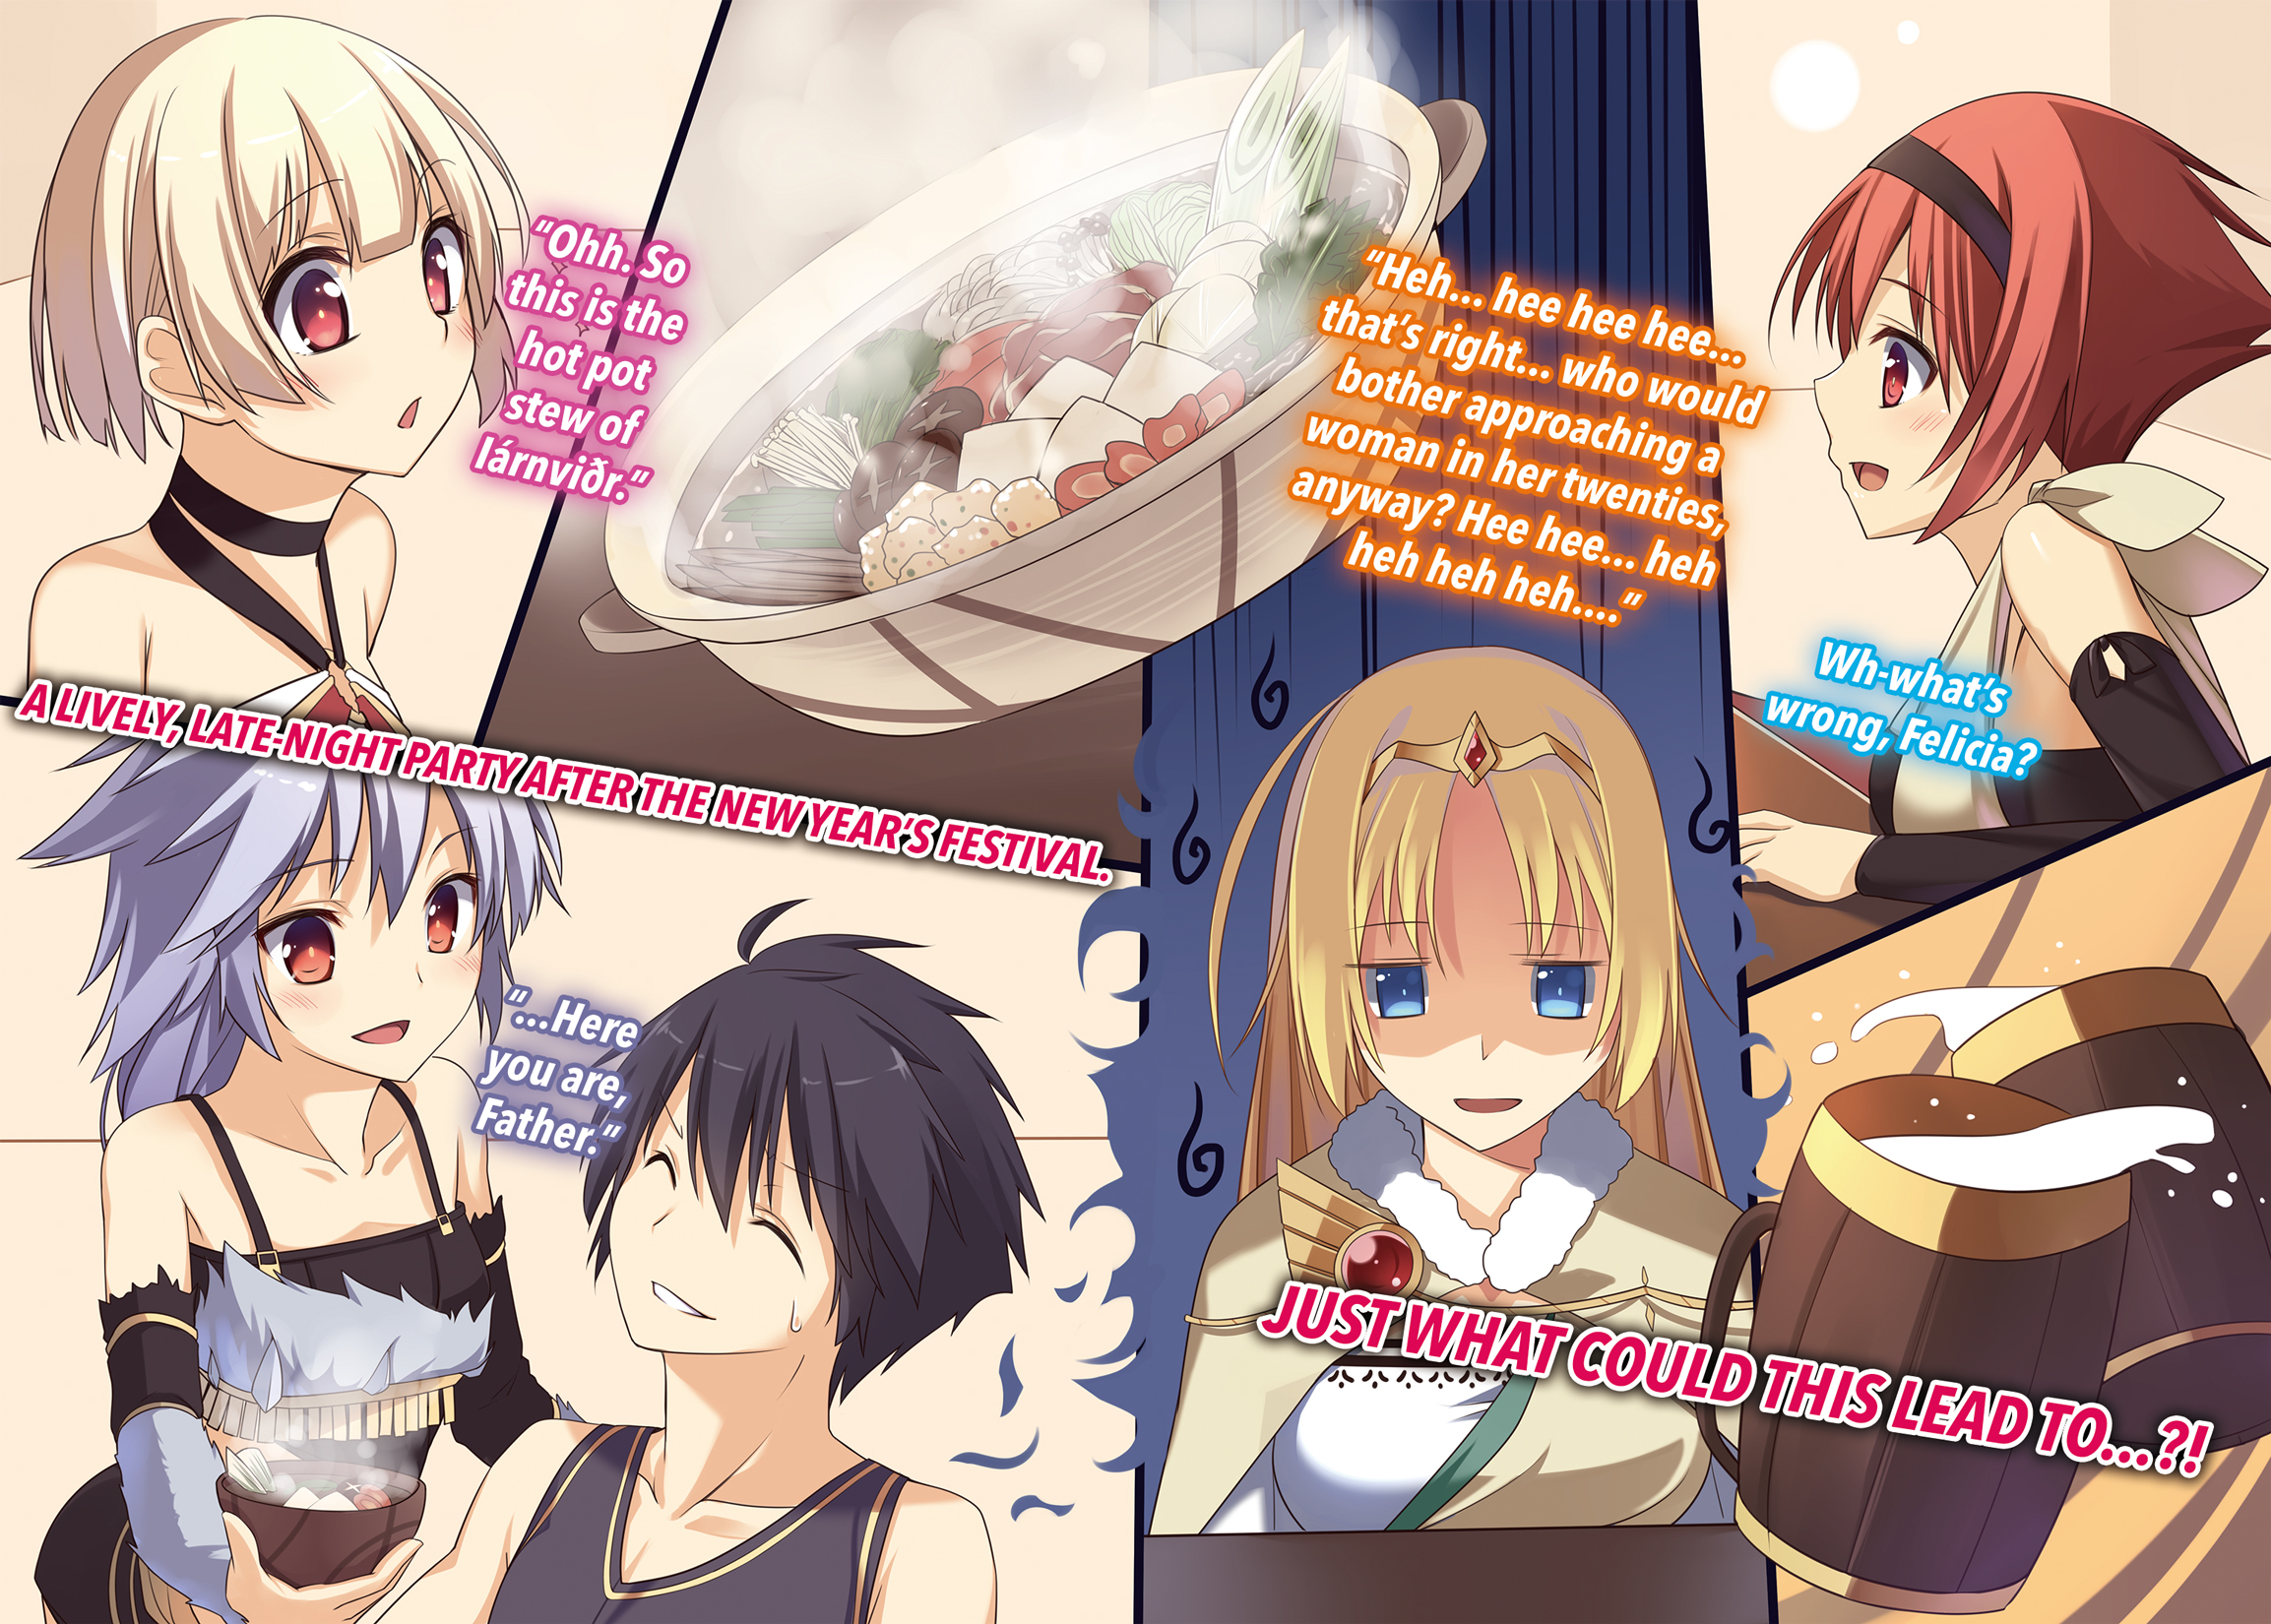 "Ohh. So
this is the
hot pot
stew of
Iárnviðr."
"Heh... hee hee hee...
that's right... who would
bother approaching a
woman in her twenties,
anyway? Hee hee... heh
heh heh heh...."
Wh-what's
wrong, Felicia?
A LIVELY, LATE-NIGHT PARTY AFTER THE NEW YEAR'S FESTIVAL.
"...Here
you are,
Father."
JUST WHAT COULD THIS LEAD TO...?!